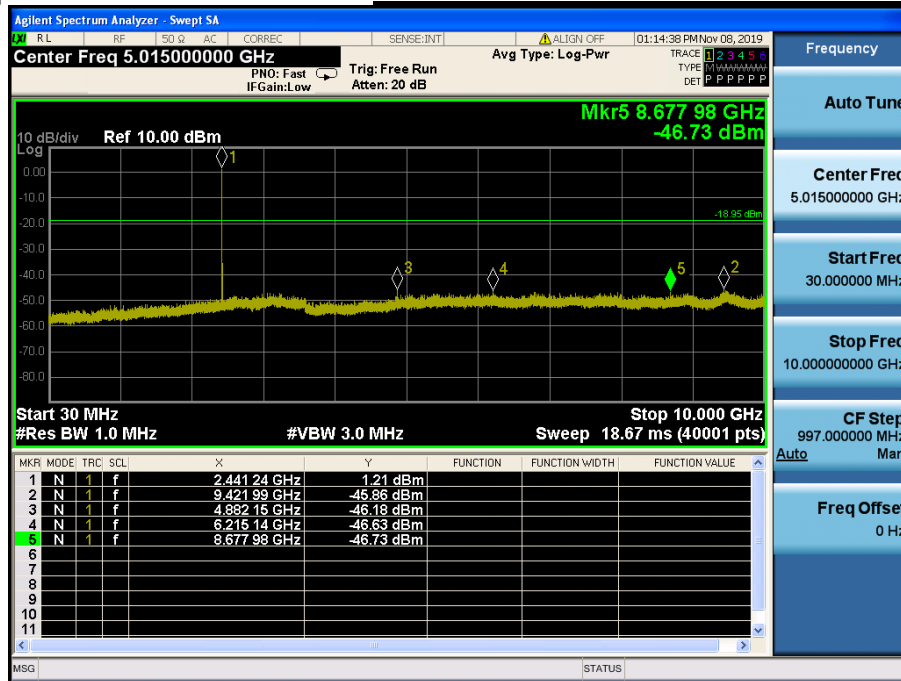 Agilent Spectrum Analyzer - Swept SA
LXI RL RF 50 Ω AC CORREC SENSE:INT ALIGN OFF 01:14:38 PM Nov 08, 2019
Center Freq 5.015000000 GHz
PNO: Fast
IFGain:Low
Trig: Free Run
Atten: 20 dB
Avg Type: Log-Pwr
TRACE 1 2 3 4 5 6
TYPE M W W W W W
DET P P P P P P
Mkr5 8.677 98 GHz
-46.73 dBm
10 dB/div Ref 10.00 dBm
Log
1
0.00
-10.0
-18.95 dBm
-20.0
-30.0
3 4 5 2
-40.0
-50.0
-60.0
-70.0
-80.0
Start 30 MHz Stop 10.000 GHz
#Res BW 1.0 MHz #VBW 3.0 MHz Sweep 18.67 ms (40001 pts)
MKR MODE TRC SCL X Y FUNCTION FUNCTION WIDTH FUNCTION VALUE
1 N 1 f 2.441 24 GHz 1.21 dBm
2 N 1 f 9.421 99 GHz -45.86 dBm
3 N 1 f 4.882 15 GHz -46.18 dBm
4 N 1 f 6.215 14 GHz -46.63 dBm
5 N 1 f 8.677 98 GHz -46.73 dBm
6
7
8
9
10
11
MSG STATUS
Frequency
Auto Tune
Center Freq
5.015000000 GHz
Start Freq
30.000000 MHz
Stop Freq
10.000000000 GHz
CF Step
997.000000 MHz
Auto Man
Freq Offset
0 Hz